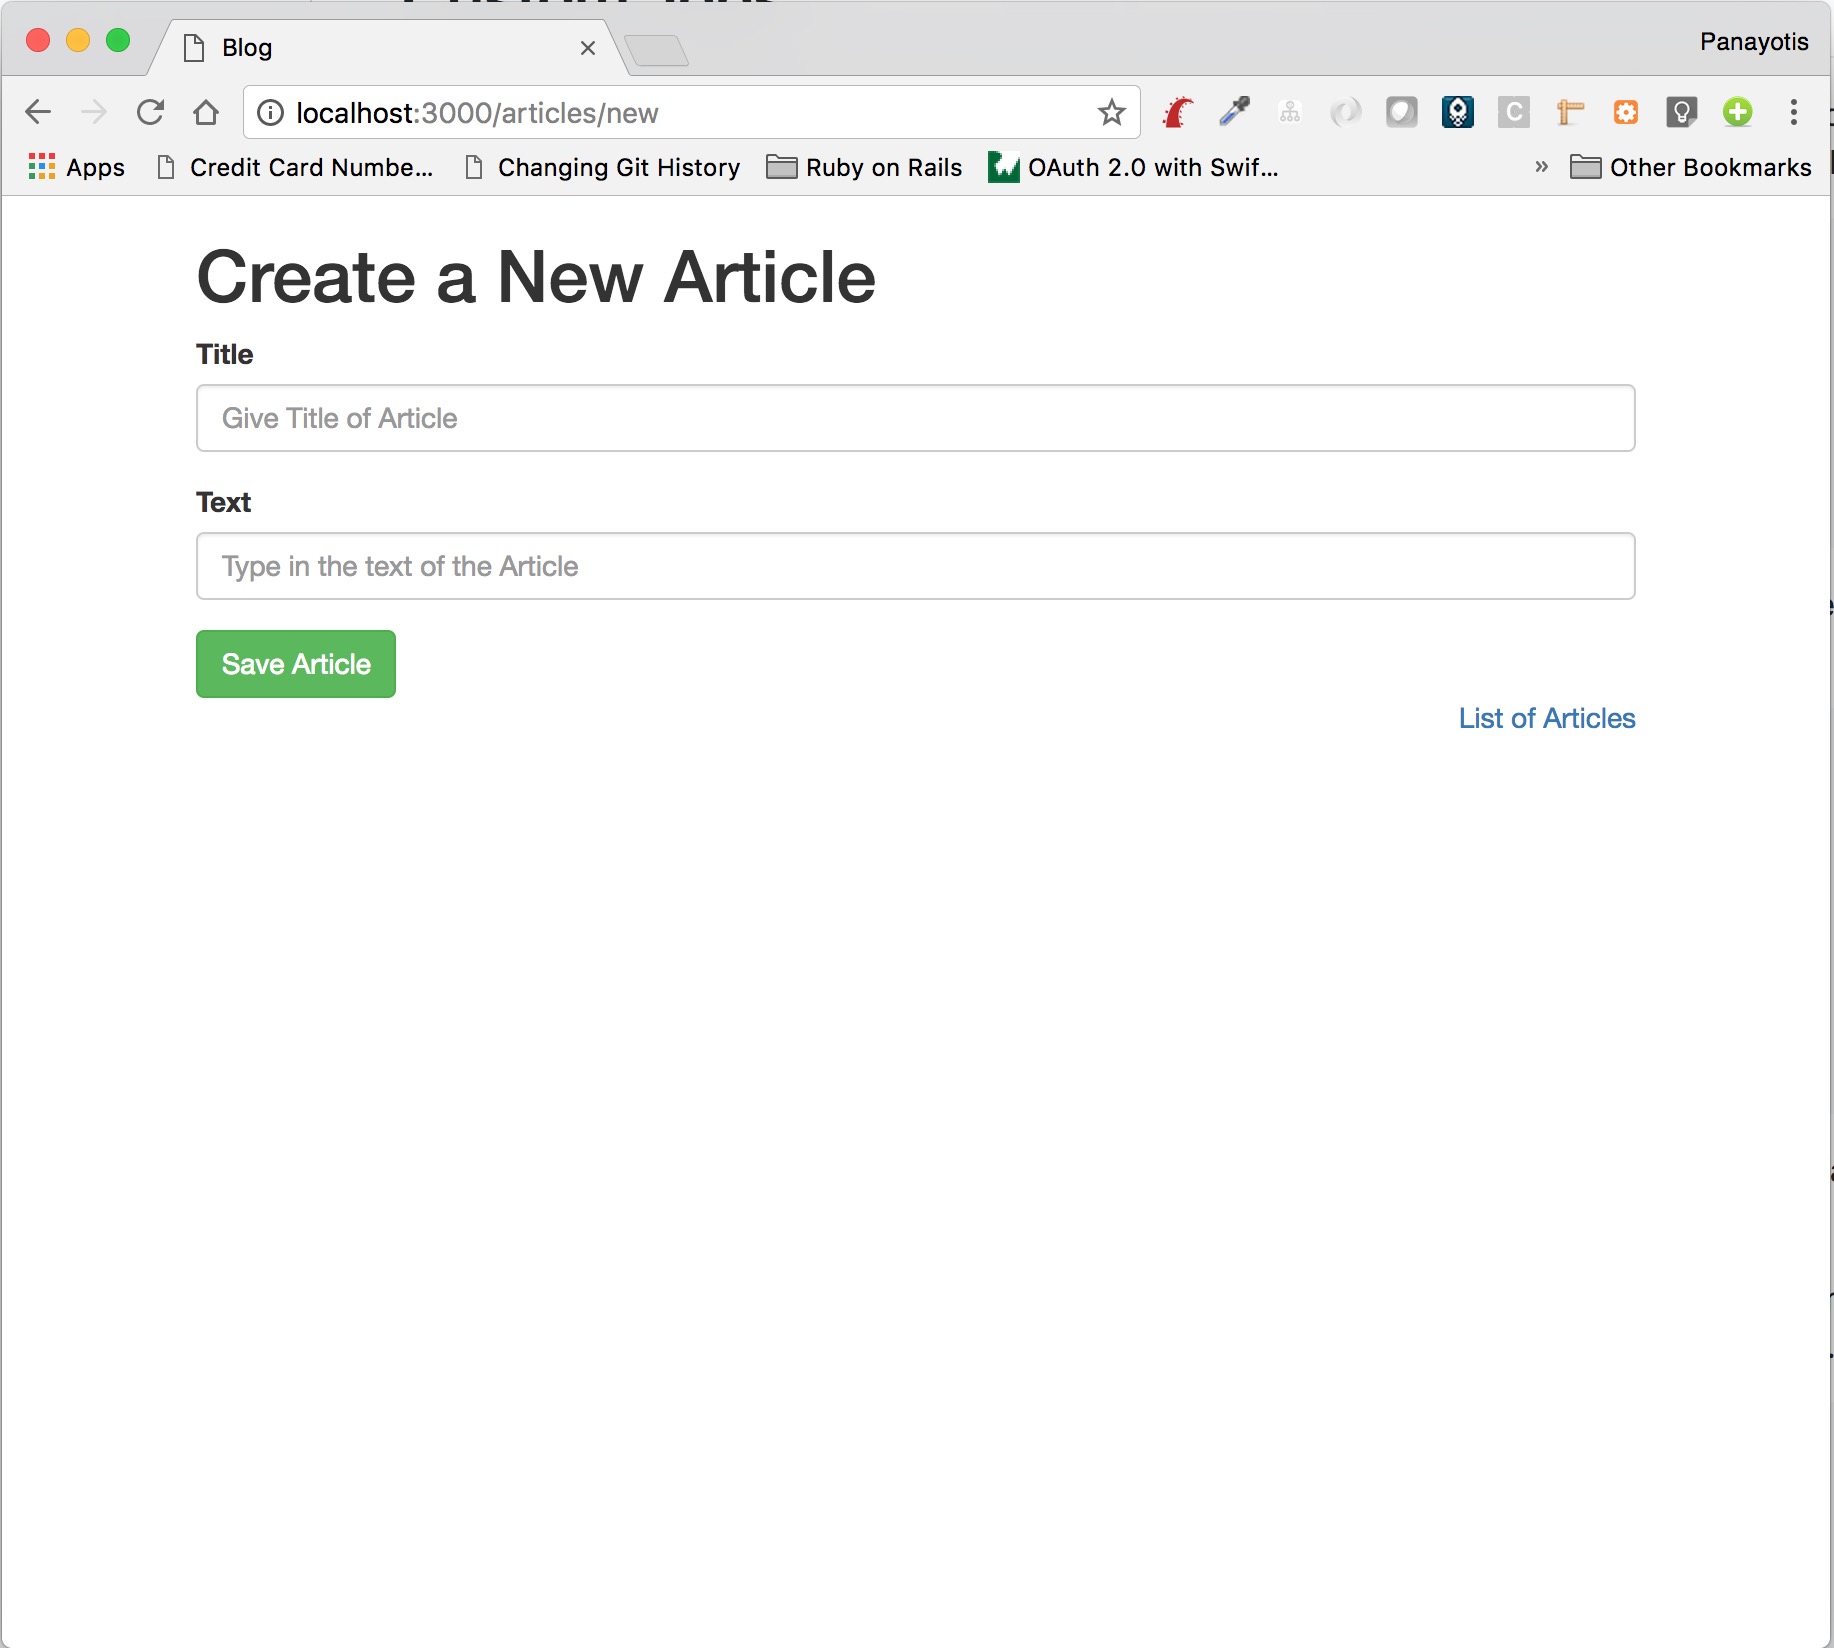 Blog
Panayotis
localhost:3000/articles/new
Apps
Credit Card Numbe...
Changing Git History
Ruby on Rails
OAuth 2.0 with Swif...
»
Other Bookmarks
Create a New Article
Title
Give Title of Article
Text
Type in the text of the Article
Save Article
List of Articles